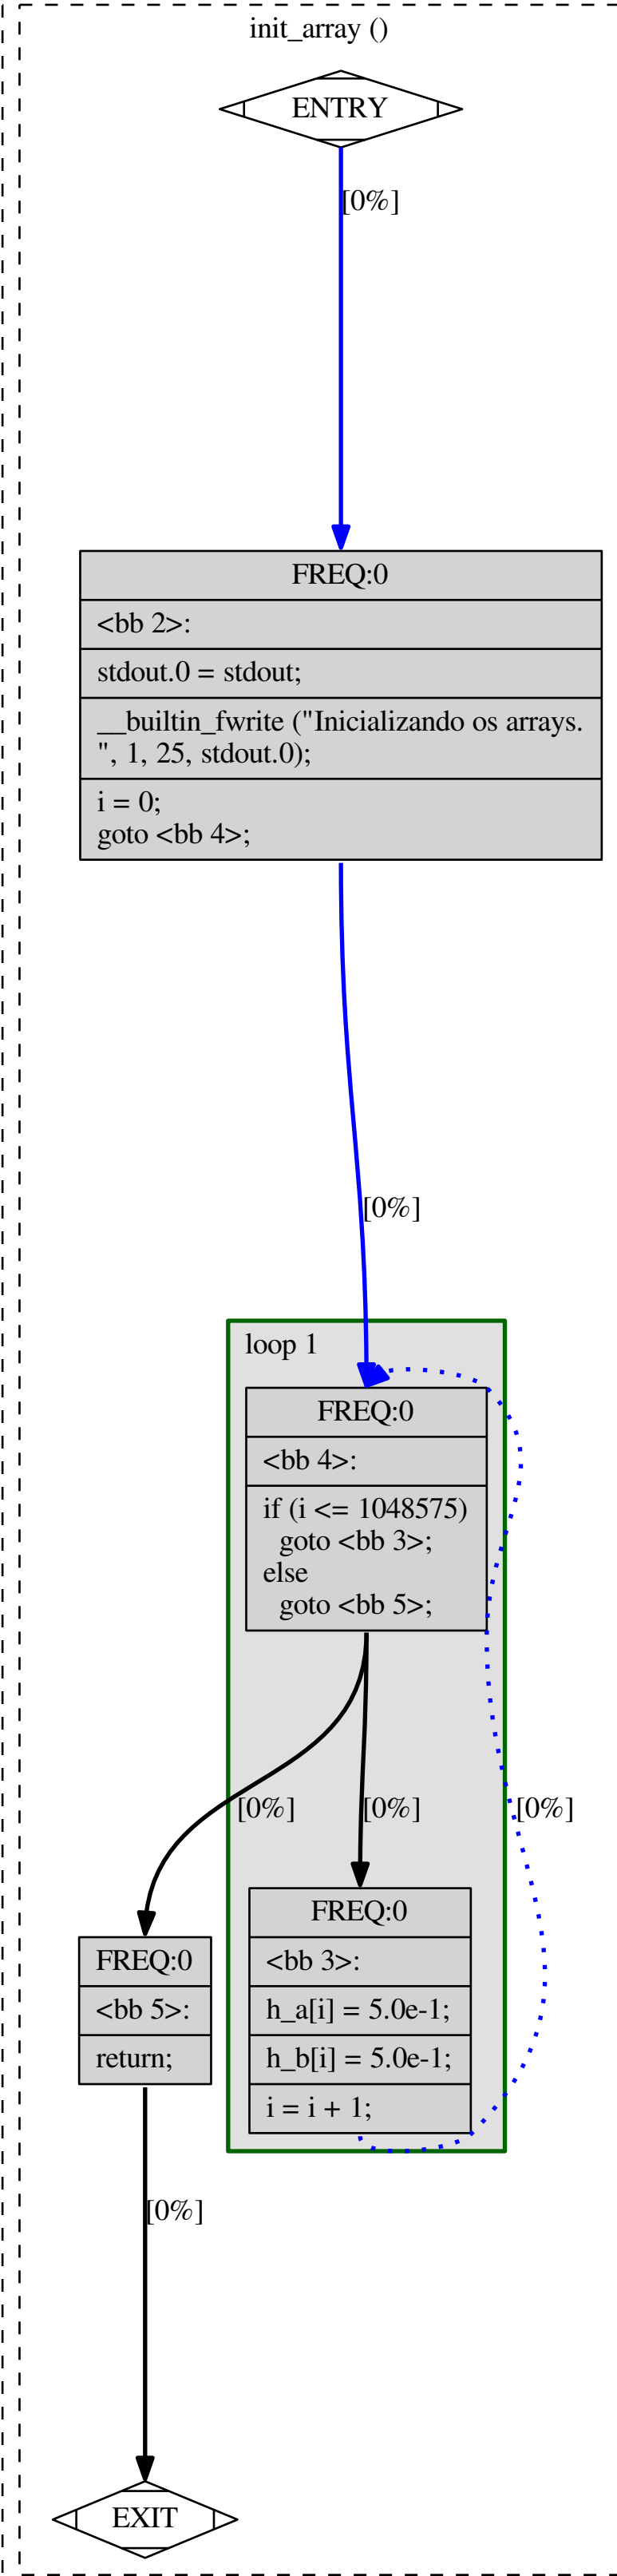 init_array ()
ENTRY
[0%]
FREQ:0
<bb 2>:
stdout.0 = stdout;
__builtin_fwrite ("Inicializando os arrays.
", 1, 25, stdout.0);
i = 0;
goto <bb 4>;
[0%]
loop 1
FREQ:0
<bb 4>:
if (i <= 1048575)
goto <bb 3>;
else
goto <bb 5>;
[0%]
[0%]
[0%]
FREQ:0
<bb 3>:
h_a[i] = 5.0e-1;
h_b[i] = 5.0e-1;
i = i + 1;
FREQ:0
<bb 5>:
return;
[0%]
EXIT